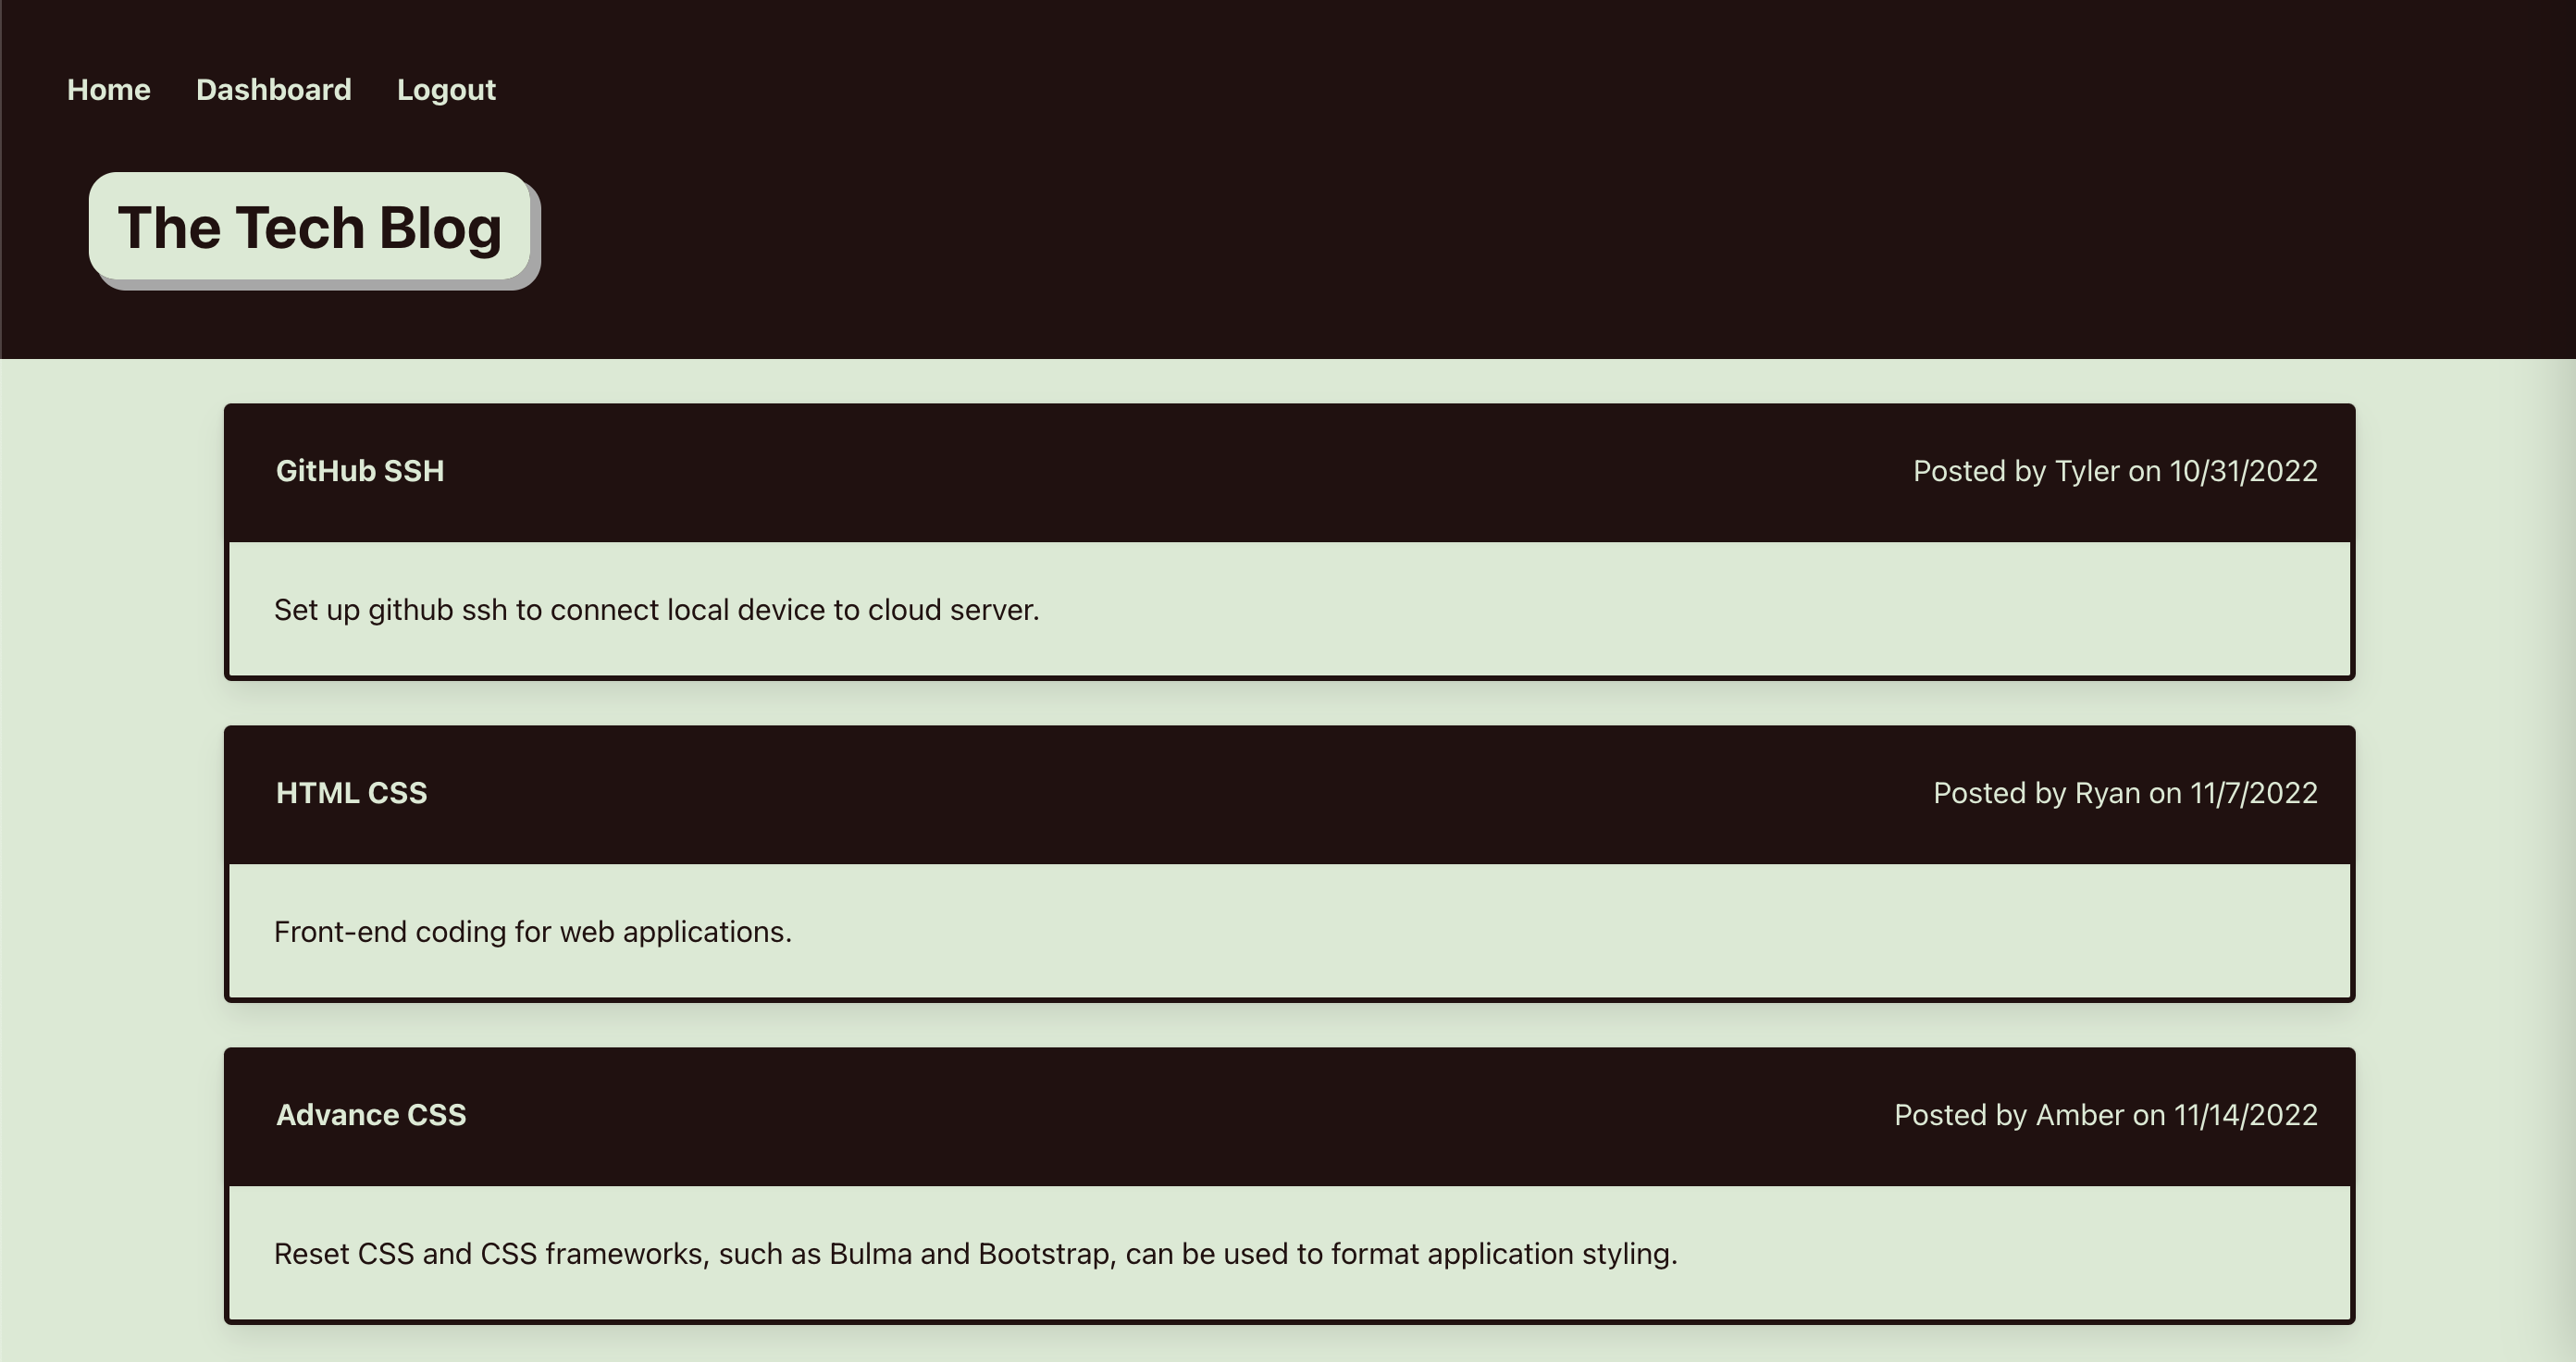 Home Dashboard Logout
The Tech Blog
GitHub SSH Posted by Tyler on 10/31/2022
Set up github ssh to connect local device to cloud server.
HTML CSS Posted by Ryan on 11/7/2022
Front-end coding for web applications.
Advance CSS Posted by Amber on 11/14/2022
Reset CSS and CSS frameworks, such as Bulma and Bootstrap, can be used to format application styling.